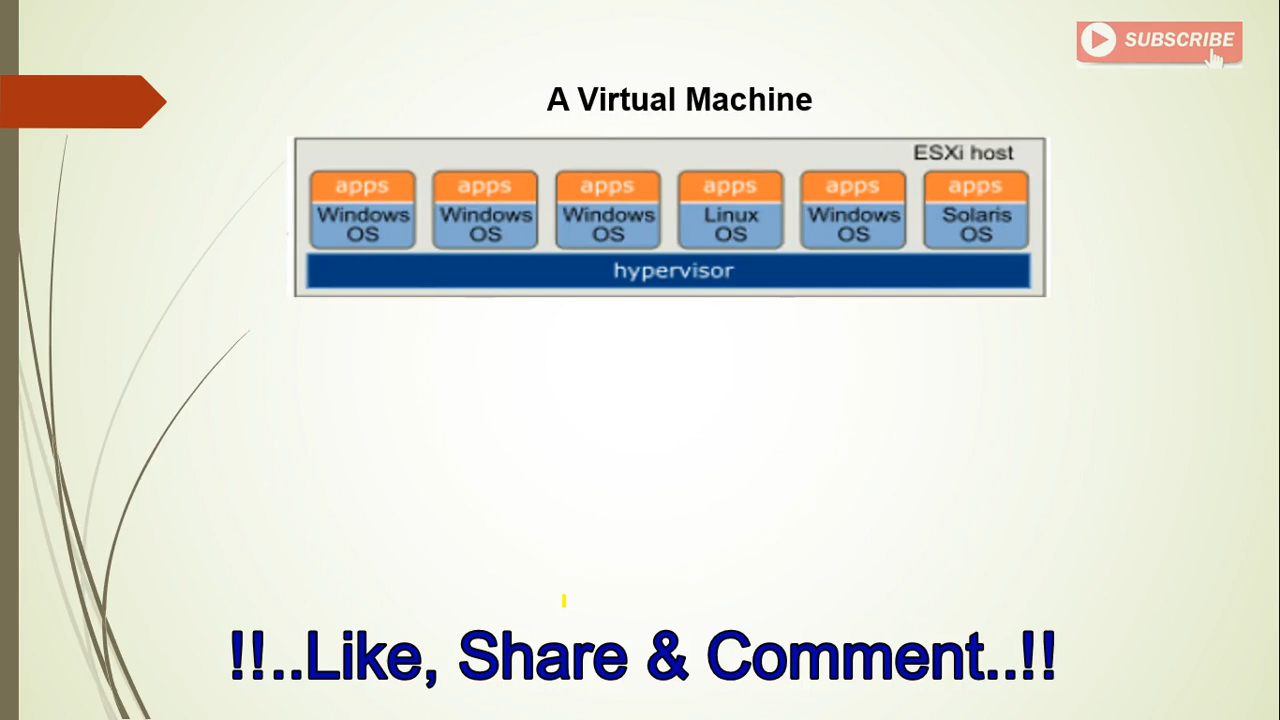 SUBSCRIBE
A Virtual Machine
ESXi host
apps apps apps apps apps apps
Windows Windows Windows Linux Windows Solaris
OS OS OS OS OS OS
hypervisor
!!..Like, Share & Comment..!!